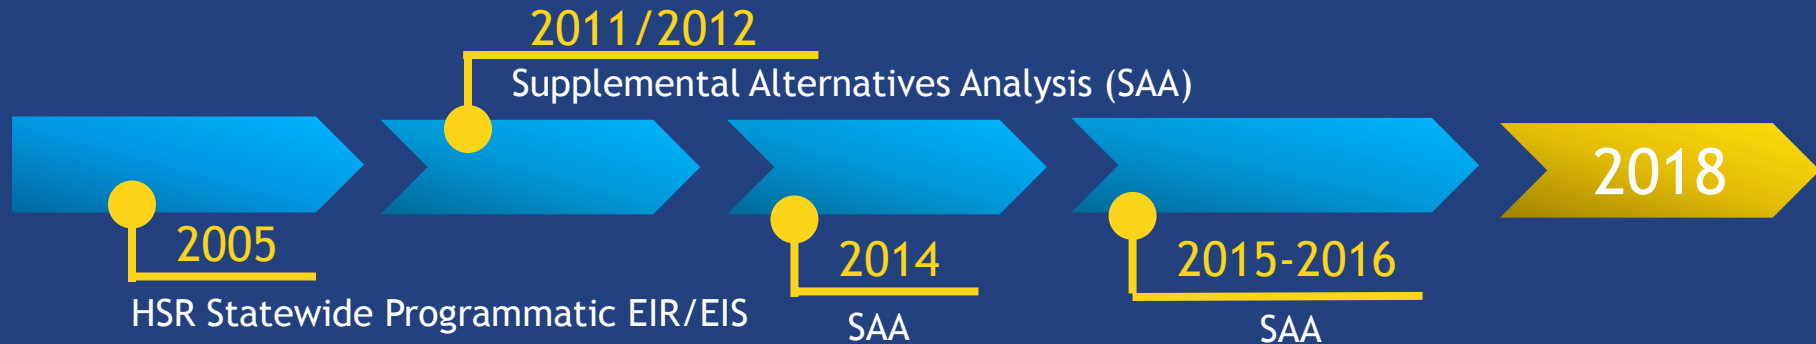 2011/2012
Supplemental Alternatives Analysis (SAA)
2018
2005
HSR Statewide Programmatic EIR/EIS
2014
SAA
2015-2016
SAA